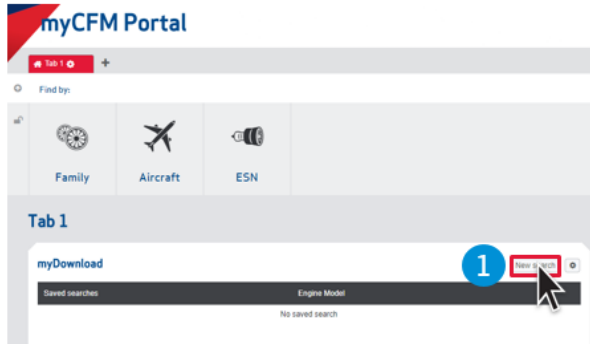 myCFM Portal
Tab 1
Find by:
Family Aircraft ESN
Tab 1
myDownload
1
New search
Saved searches Engine Model
No saved search